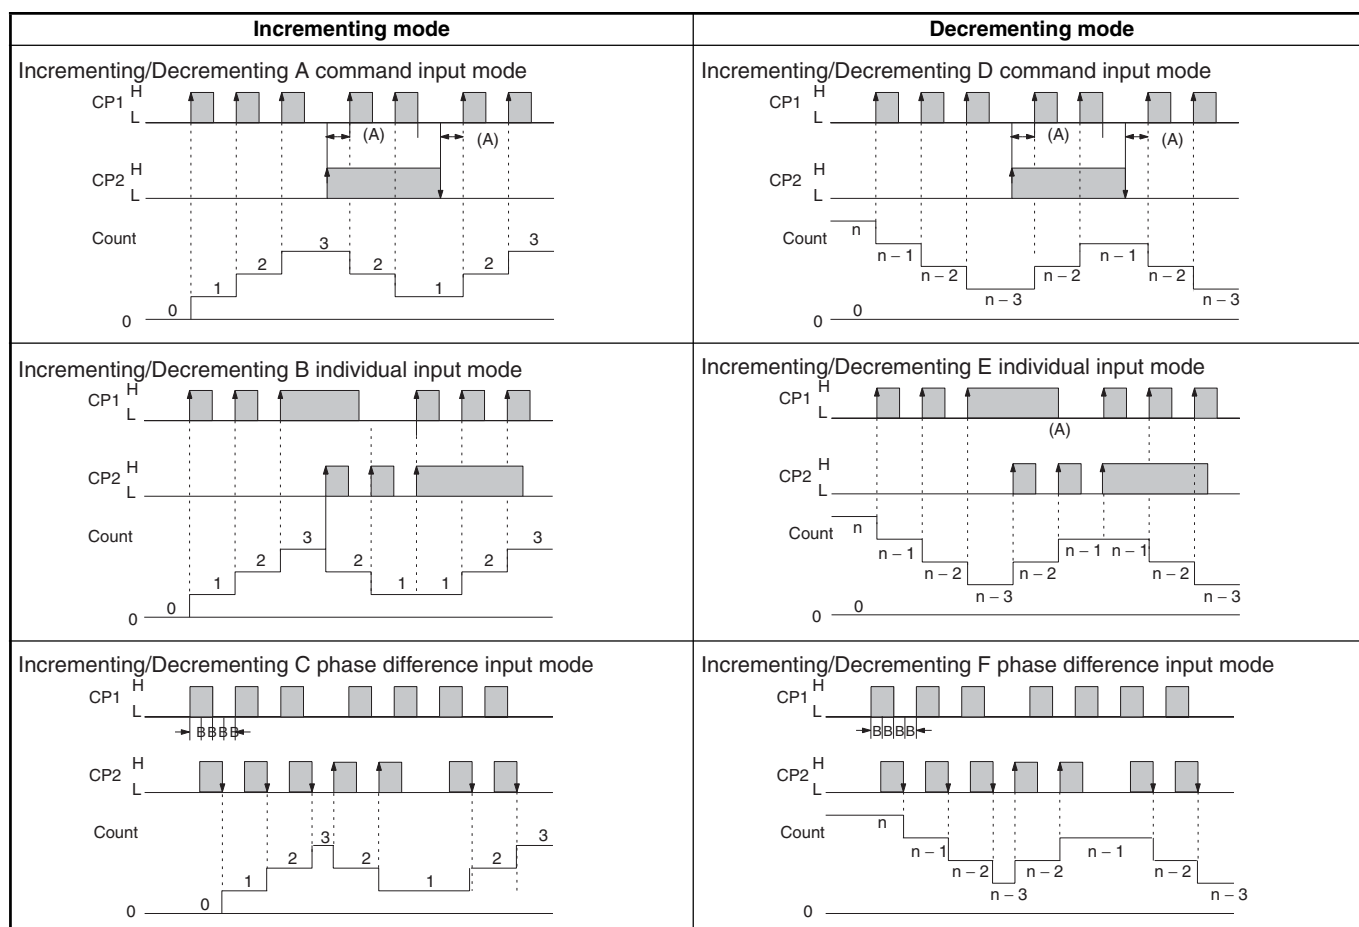 Incrementing mode
Decrementing mode
Incrementing/Decrementing A command input mode
CP1 H
L
(A) (A)
CP2 H
L
Count
0 1 2 3 2 1 2 3
0
Incrementing/Decrementing D command input mode
CP1 H
L
(A) (A)
CP2 H
L
Count
n n – 1 n – 2 n – 3 n – 2 n – 1 n – 2 n – 3
0 0
Incrementing/Decrementing B individual input mode
CP1 H
L
CP2 H
L
Count
0 1 2 3 2 1 1 2 3
0
Incrementing/Decrementing E individual input mode
CP1 H
L
(A)
CP2 H
L
Count
n n – 1 n – 2 n – 3 n – 2 n – 1 n – 1 n – 2 n – 3
0 0
Incrementing/Decrementing C phase difference input mode
CP1 H
L
B B B B
CP2 H
L
Count
0 1 2 3 2 1 2 3
0
Incrementing/Decrementing F phase difference input mode
CP1 H
L
B B B B
CP2 H
L
Count
n n – 1 n – 2 n – 3 n – 2 n – 1 n – 2 n – 3
0